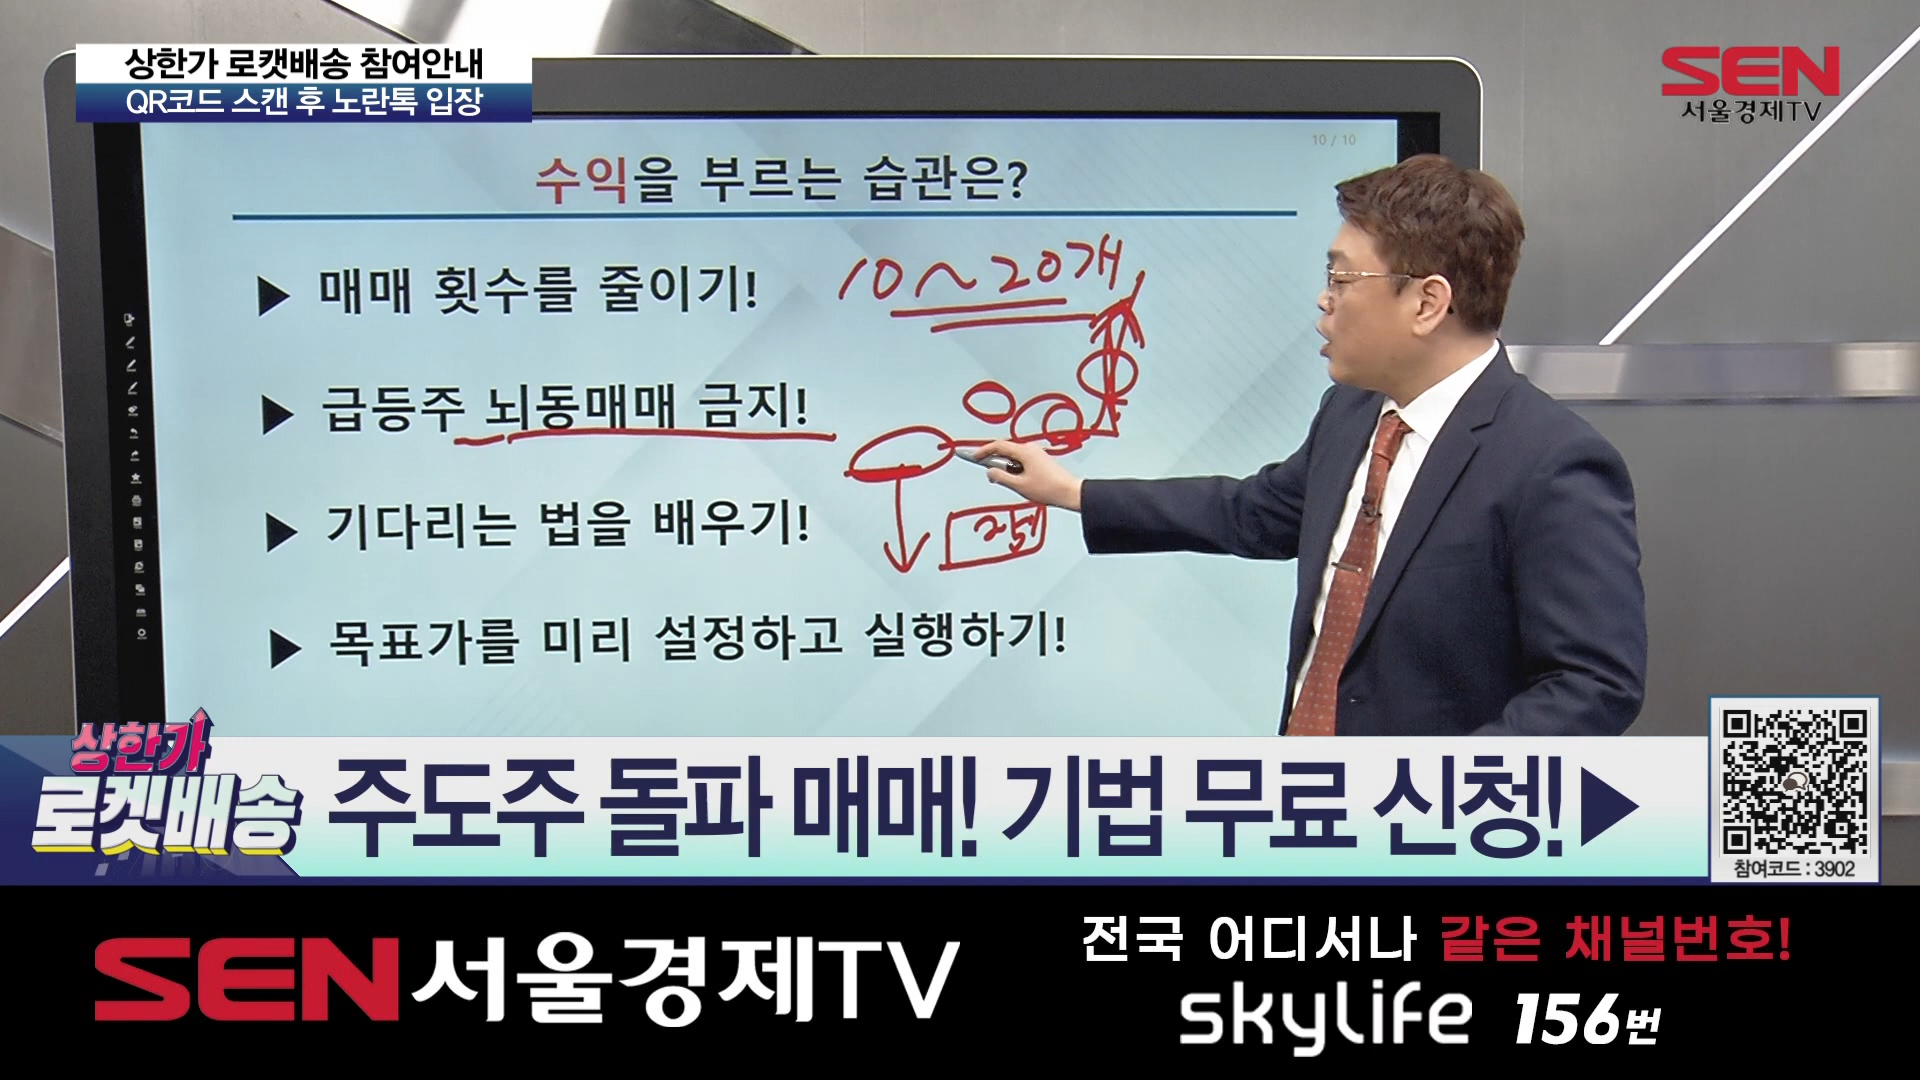 상한가 로캣배송 참여안내
QR코드 스캔 후 노란톡 입장
SEN
서울경제TV
10 / 10
수익을 부르는 습관은?
▶ 매매 횟수를 줄이기!
10~20개
▶ 급등주 뇌동매매 금지!
▶ 기다리는 법을 배우기!
▶ 목표가를 미리 설정하고 실행하기!
상한가
로켓배송
주도주 돌파 매매! 기법 무료 신청!▶
참여코드 : 3902
SEN서울경제TV
전국 어디서나 같은 채널번호!
skylife 156번